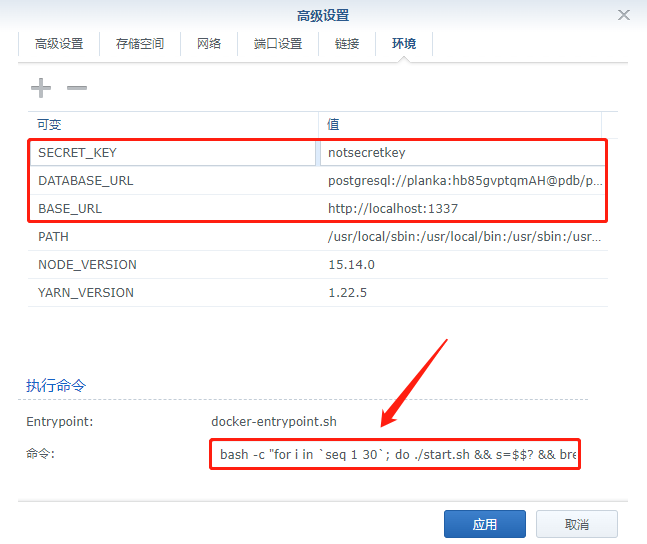 高级设置
高级设置 存储空间 网络 端口设置 链接 环境
可变 值
SECRET_KEY notsecretkey
DATABASE_URL postgresql://planka:hb85gvptqmAH@pdb/p...
BASE_URL http://localhost:1337
PATH /usr/local/sbin:/usr/local/bin:/usr/sbin:/usr...
NODE_VERSION 15.14.0
YARN_VERSION 1.22.5
执行命令
Entrypoint: docker-entrypoint.sh
命令: bash -c "for i in `seq 1 30`; do ./start.sh && s=$$? && bre
应用 取消